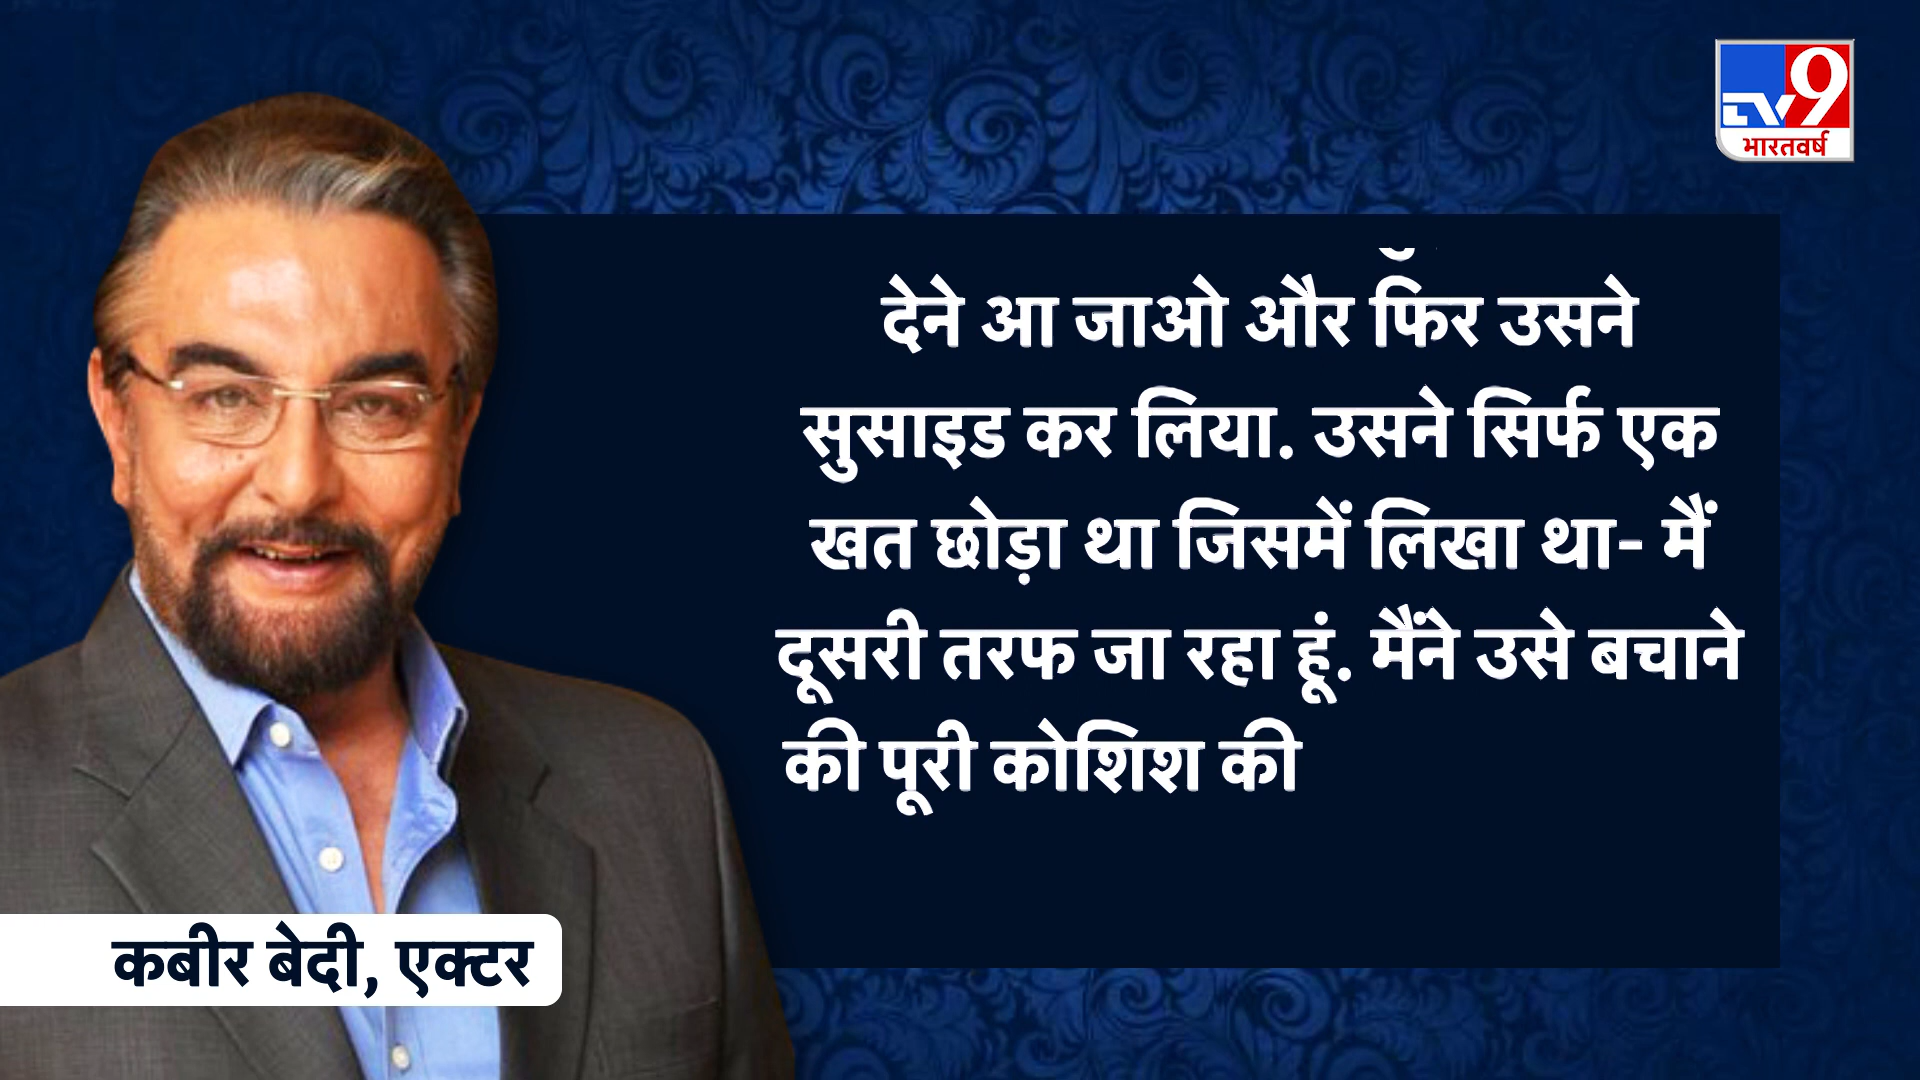 TV9
भारतवर्ष
देने आ जाओ और फिर उसने
सुसाइड कर लिया. उसने सिर्फ एक
खत छोड़ा था जिसमें लिखा था- मैं
दूसरी तरफ जा रहा हूं. मैंने उसे बचाने
की पूरी कोशिश की
कबीर बेदी, एक्टर